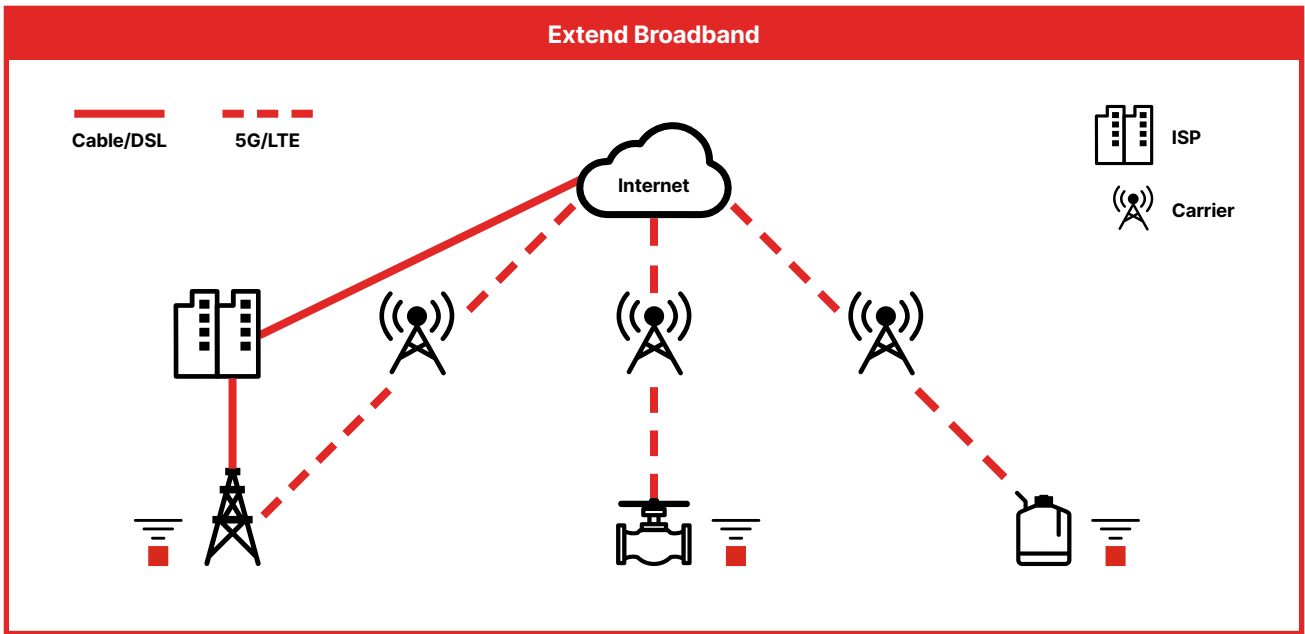 Extend Broadband
Cable/DSL
5G/LTE
ISP
Carrier
Internet